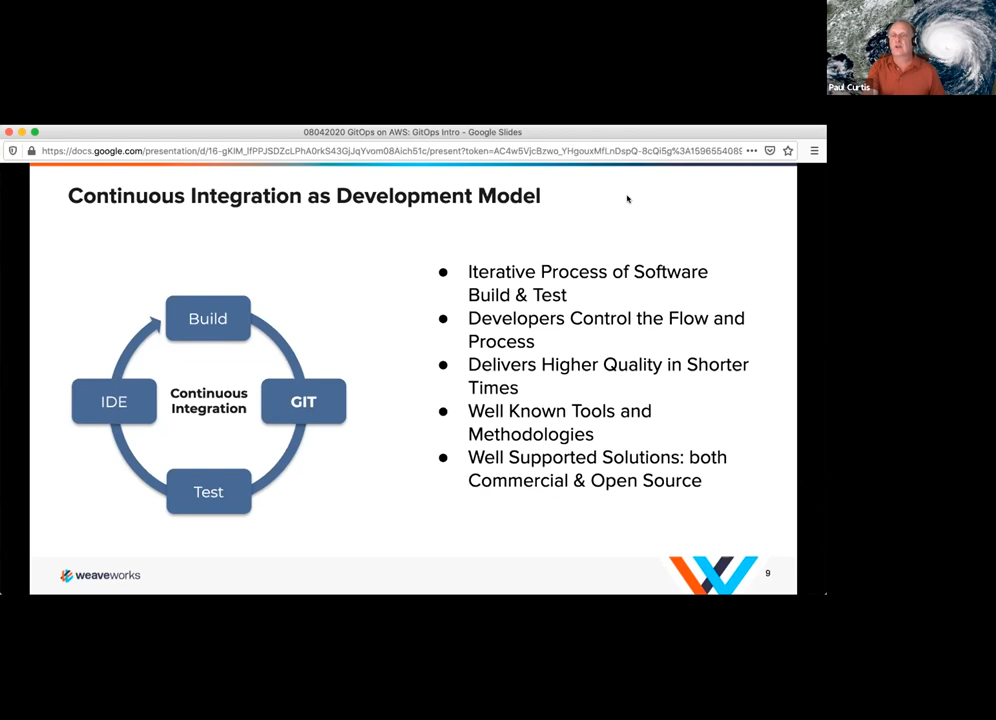 Paul Curtis
08042020 GitOps on AWS: GitOps Intro - Google Slides
Continuous Integration as Development Model
Build
IDE
Continuous
Integration
GIT
Test
● Iterative Process of Software
Build & Test
● Developers Control the Flow and
Process
● Delivers Higher Quality in Shorter
Times
● Well Known Tools and
Methodologies
● Well Supported Solutions: both
Commercial & Open Source
weaveworks
9